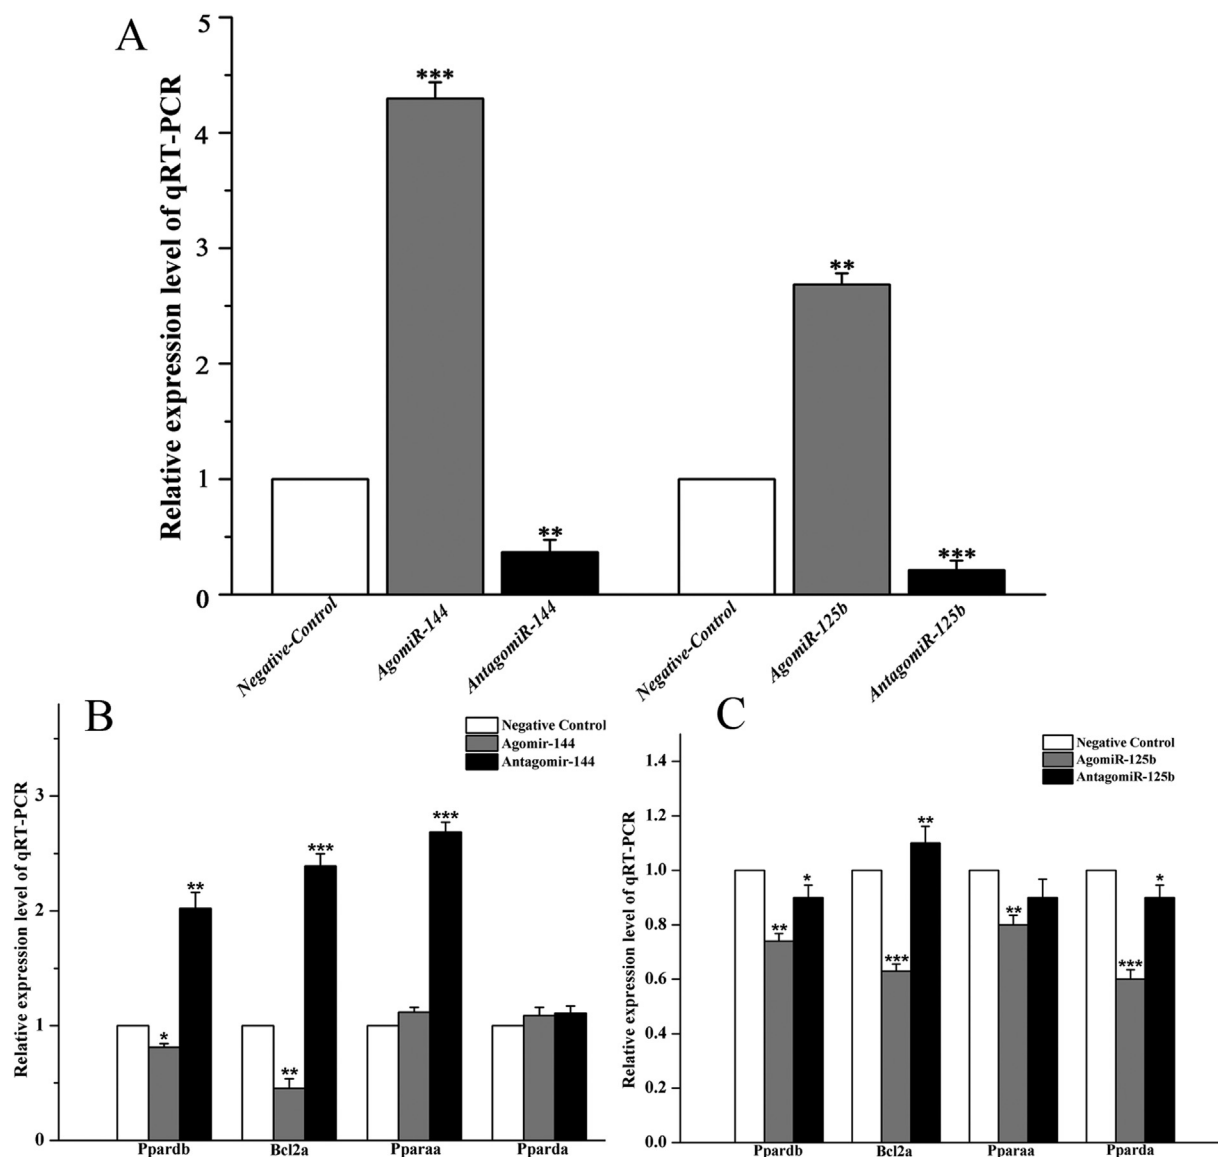 A
Relative expression level of qRT-PCR
5
4
3
2
1
0
***
**
**
***
Negative-Control
AgomiR-144
AntagomiR-144
Negative-Control
AgomiR-125b
AntagomiR-125b
B
Relative expression level of qRT-PCR
3
2
1
0
Negative Control
Agomir-144
Antagomir-144
*
**
**
***
***
Ppardb
Bcl2a
Pparaa
Pparda
C
Relative expression level of qRT-PCR
1.4
1.2
1.0
0.8
0.6
0.4
0.2
0.0
Negative Control
AgomiR-125b
AntagomiR-125b
**
*
***
**
**
***
*
Ppardb
Bcl2a
Pparaa
Pparda